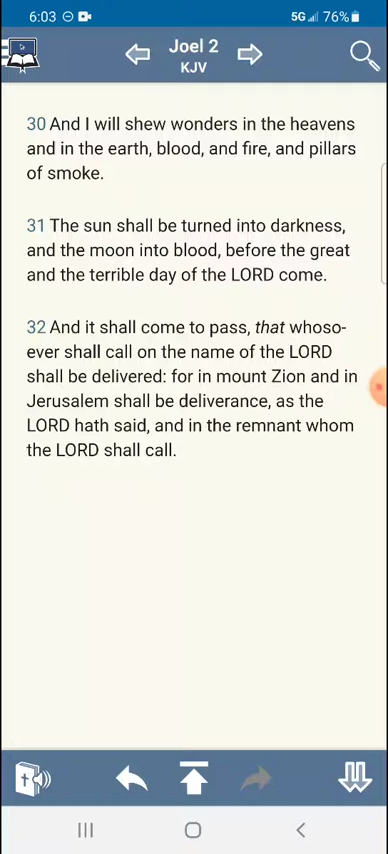 6:03 5G 76%
Joel 2
KJV
30 And I will shew wonders in the heavens
and in the earth, blood, and fire, and pillars
of smoke.
31 The sun shall be turned into darkness,
and the moon into blood, before the great
and the terrible day of the LORD come.
32 And it shall come to pass, that whoso-
ever shall call on the name of the LORD
shall be delivered: for in mount Zion and in
Jerusalem shall be deliverance, as the
LORD hath said, and in the remnant whom
the LORD shall call.